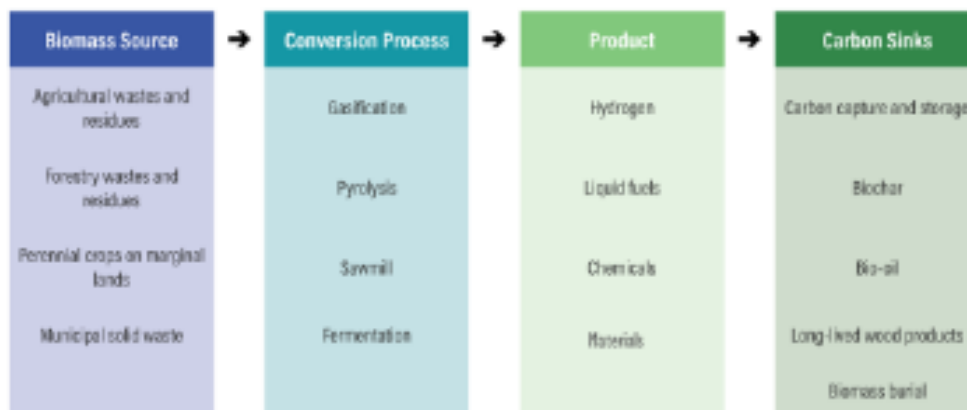 Biomass Source
Agricultural wastes and
residues
Forestry wastes and
residues
Perennial crops on marginal
lands
Municipal solid waste
Conversion Process
Gasification
Pyrolysis
Sawmill
Fermentation
Product
Hydrogen
Liquid fuels
Chemicals
Materials
Carbon Sinks
Carbon capture and storage
Biochar
Bio-oil
Long-lived wood products
Biomass burial